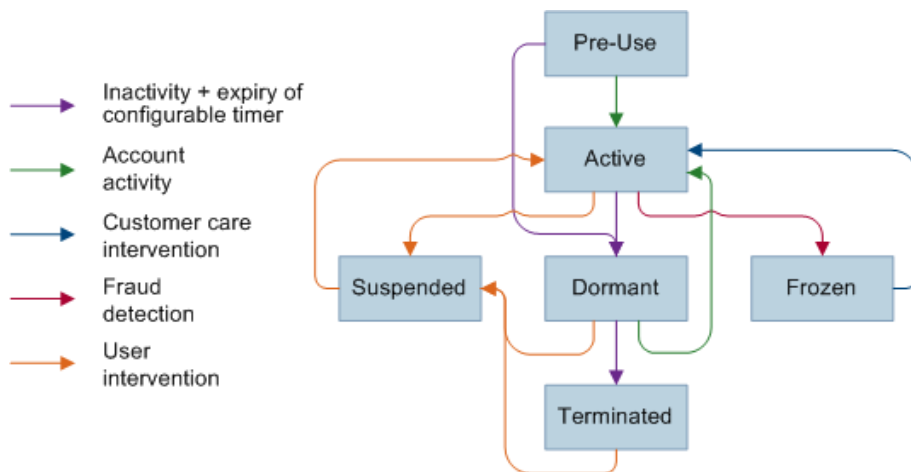 Inactivity + expiry of
configurable timer
Account
activity
Customer care
intervention
Fraud
detection
User
intervention
Pre-Use
Active
Suspended
Dormant
Frozen
Terminated